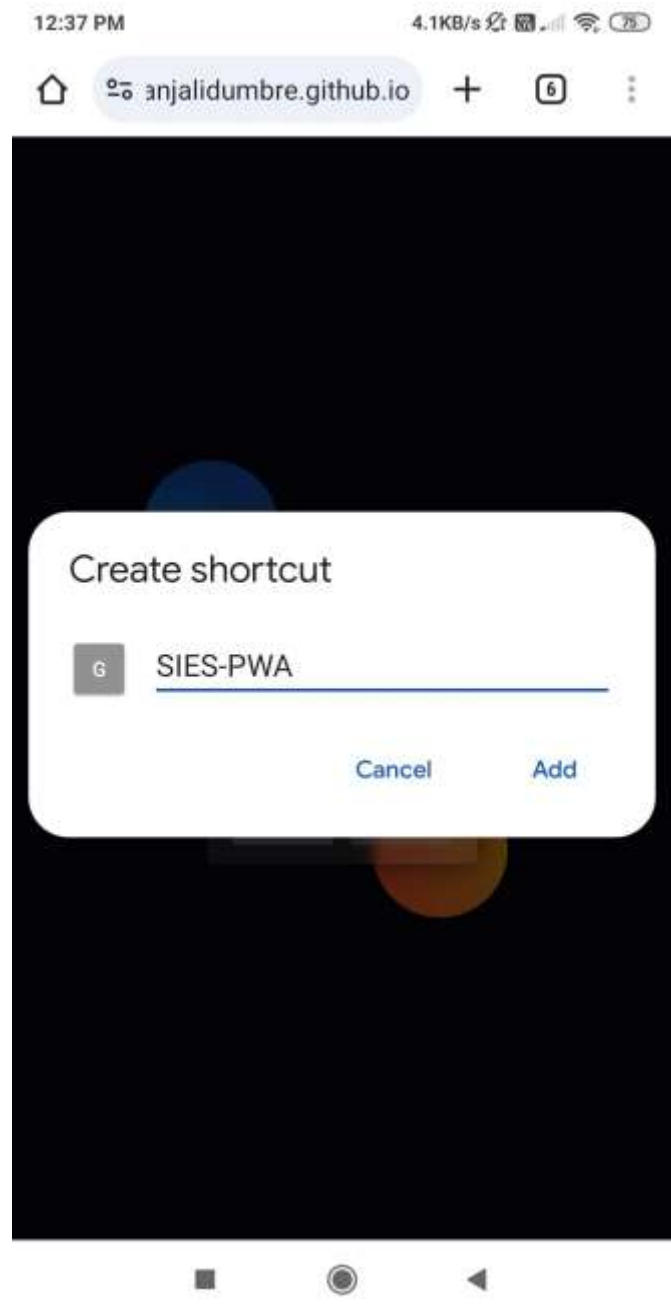 12:37 PM 4.1KB/s 75
anjalidumbre.github.io 6
Create shortcut
G SIES-PWA
Cancel Add